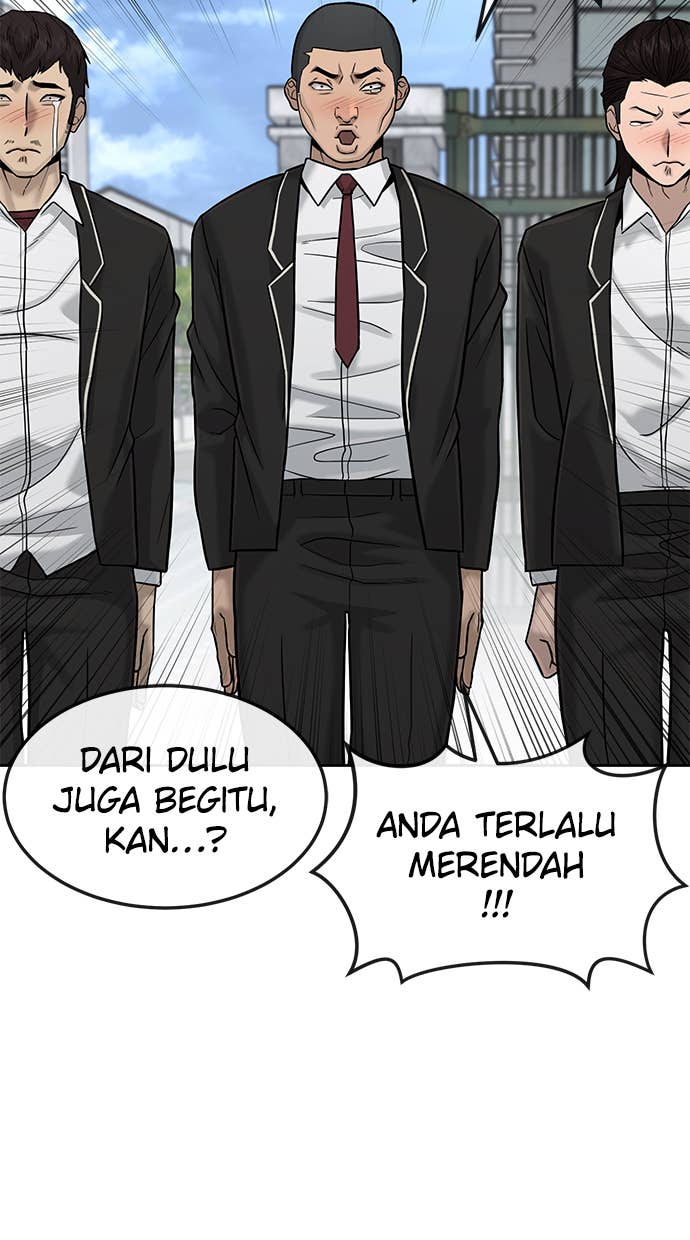 DARI DULU
JUGA BEGITU,
KAN...?
ANDA TERLALU
MERENDAH
!!!